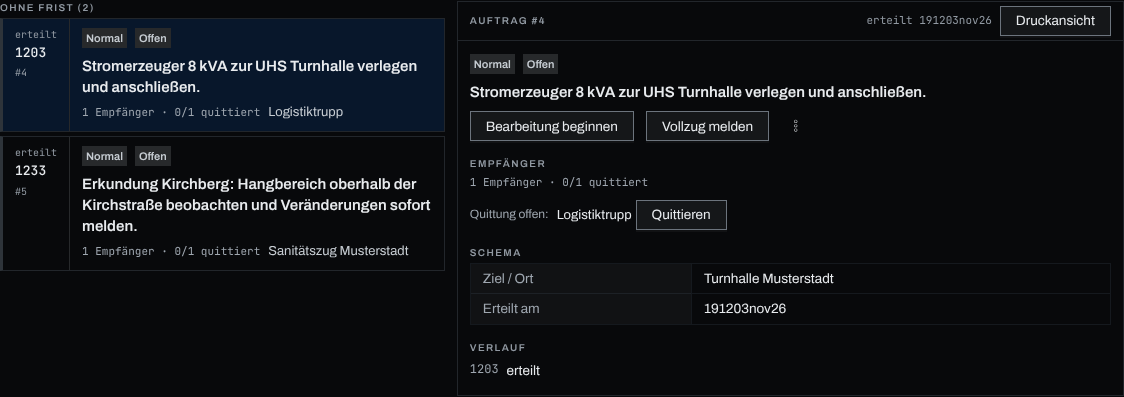 OHNE FRIST (2)
erteilt
1203
#4
Normal Offen
Stromerzeuger 8 kVA zur UHS Turnhalle verlegen
und anschließen.
1 Empfänger · 0/1 quittiert Logistiktrupp
erteilt
1233
#5
Normal Offen
Erkundung Kirchberg: Hangbereich oberhalb der
Kirchstraße beobachten und Veränderungen sofort
melden.
1 Empfänger · 0/1 quittiert Sanitätszug Musterstadt
AUFTRAG #4 erteilt 191203nov26 Druckansicht
Normal Offen
Stromerzeuger 8 kVA zur UHS Turnhalle verlegen und anschließen.
Bearbeitung beginnen Vollzug melden
EMPFÄNGER
1 Empfänger · 0/1 quittiert
Quittung offen: Logistiktrupp Quittieren
SCHEMA
Ziel / Ort Turnhalle Musterstadt
Erteilt am 191203nov26
VERLAUF
1203 erteilt